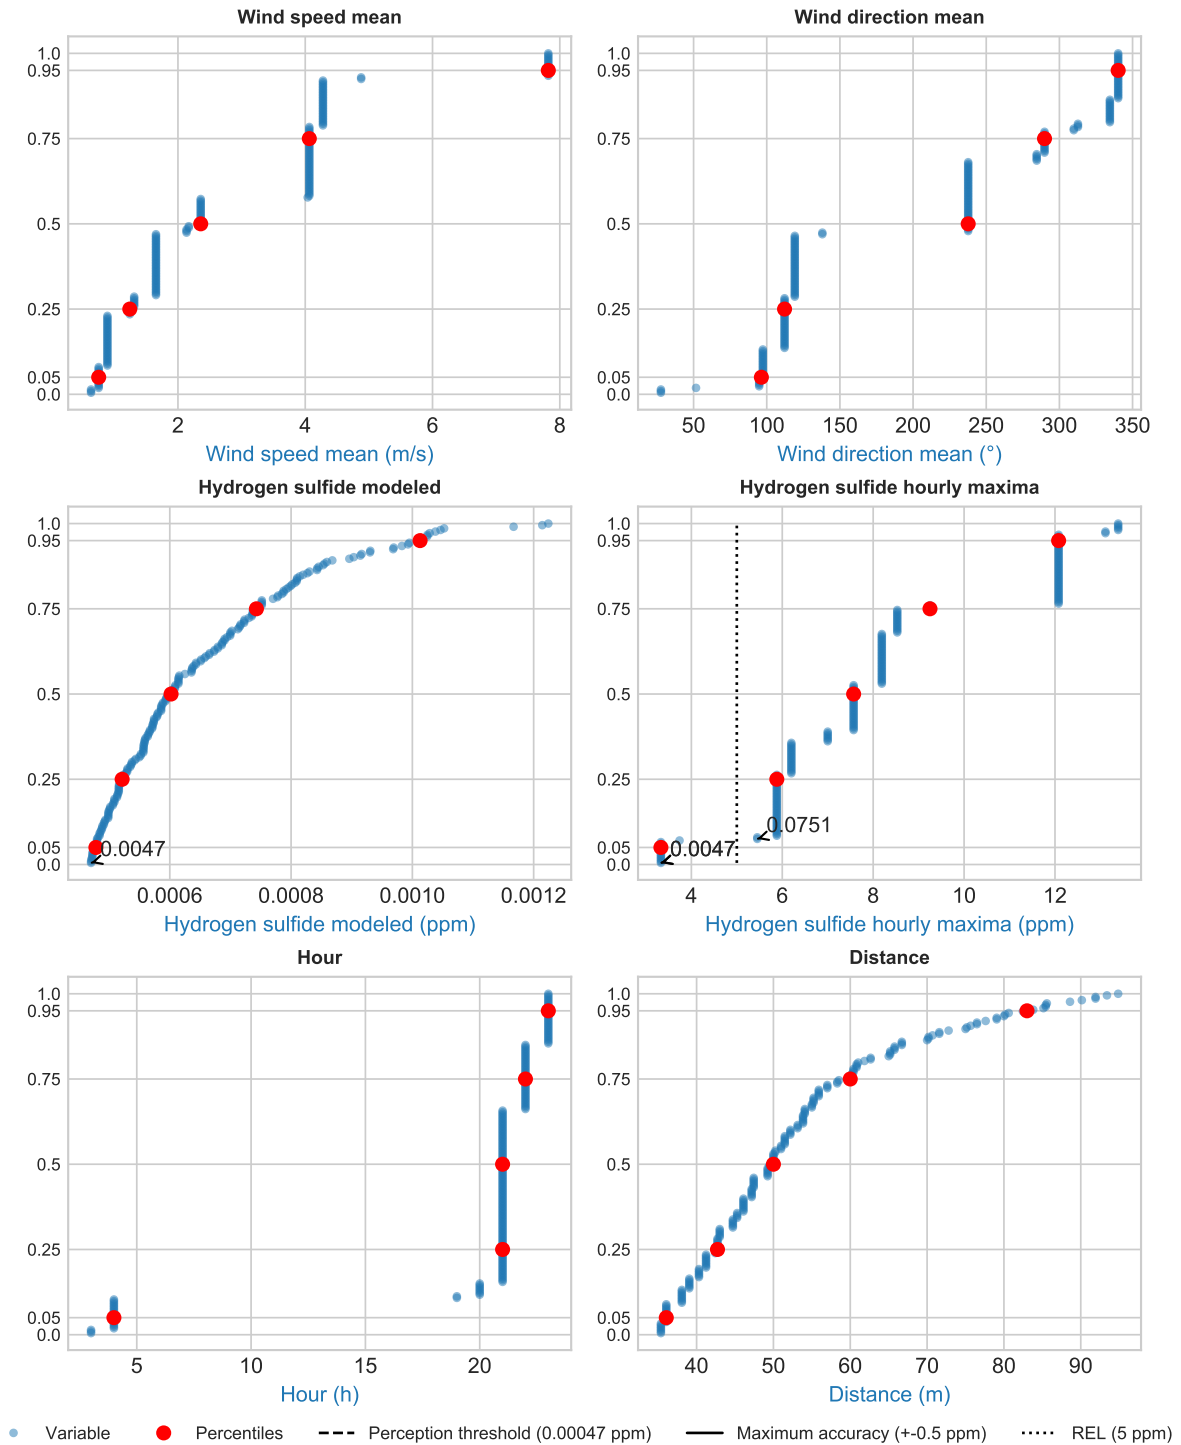 Wind speed mean
1.0
0.95
0.75
0.5
0.25
0.05
0.0
2 4 6 8
Wind speed mean (m/s)
Wind direction mean
1.0
0.95
0.75
0.5
0.25
0.05
0.0
50 100 150 200 250 300 350
Wind direction mean (°)
Hydrogen sulfide modeled
1.0
0.95
0.75
0.5
0.25
0.05
0.0
0.0047
0.0006 0.0008 0.0010 0.0012
Hydrogen sulfide modeled (ppm)
Hydrogen sulfide hourly maxima
1.0
0.95
0.75
0.5
0.25
0.05
0.0
0.0751
0.0047
4 6 8 10 12
Hydrogen sulfide hourly maxima (ppm)
Hour
1.0
0.95
0.75
0.5
0.25
0.05
0.0
5 10 15 20
Hour (h)
Distance
1.0
0.95
0.75
0.5
0.25
0.05
0.0
40 50 60 70 80 90
Distance (m)
Variable Percentiles Perception threshold (0.00047 ppm) Maximum accuracy (+-0.5 ppm) REL (5 ppm)